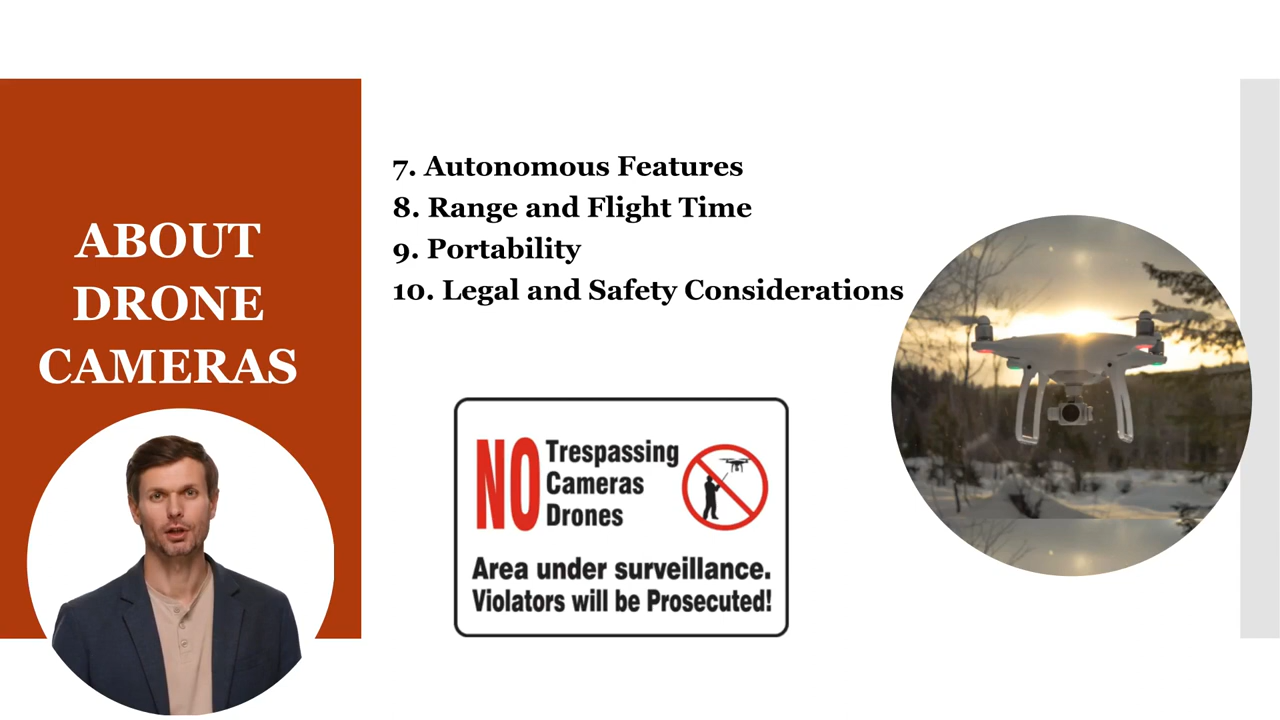 ABOUT
DRONE
CAMERAS
7. Autonomous Features
8. Range and Flight Time
9. Portability
10. Legal and Safety Considerations
NO Trespassing
Cameras
Drones
Area under surveillance.
Violators will be Prosecuted!